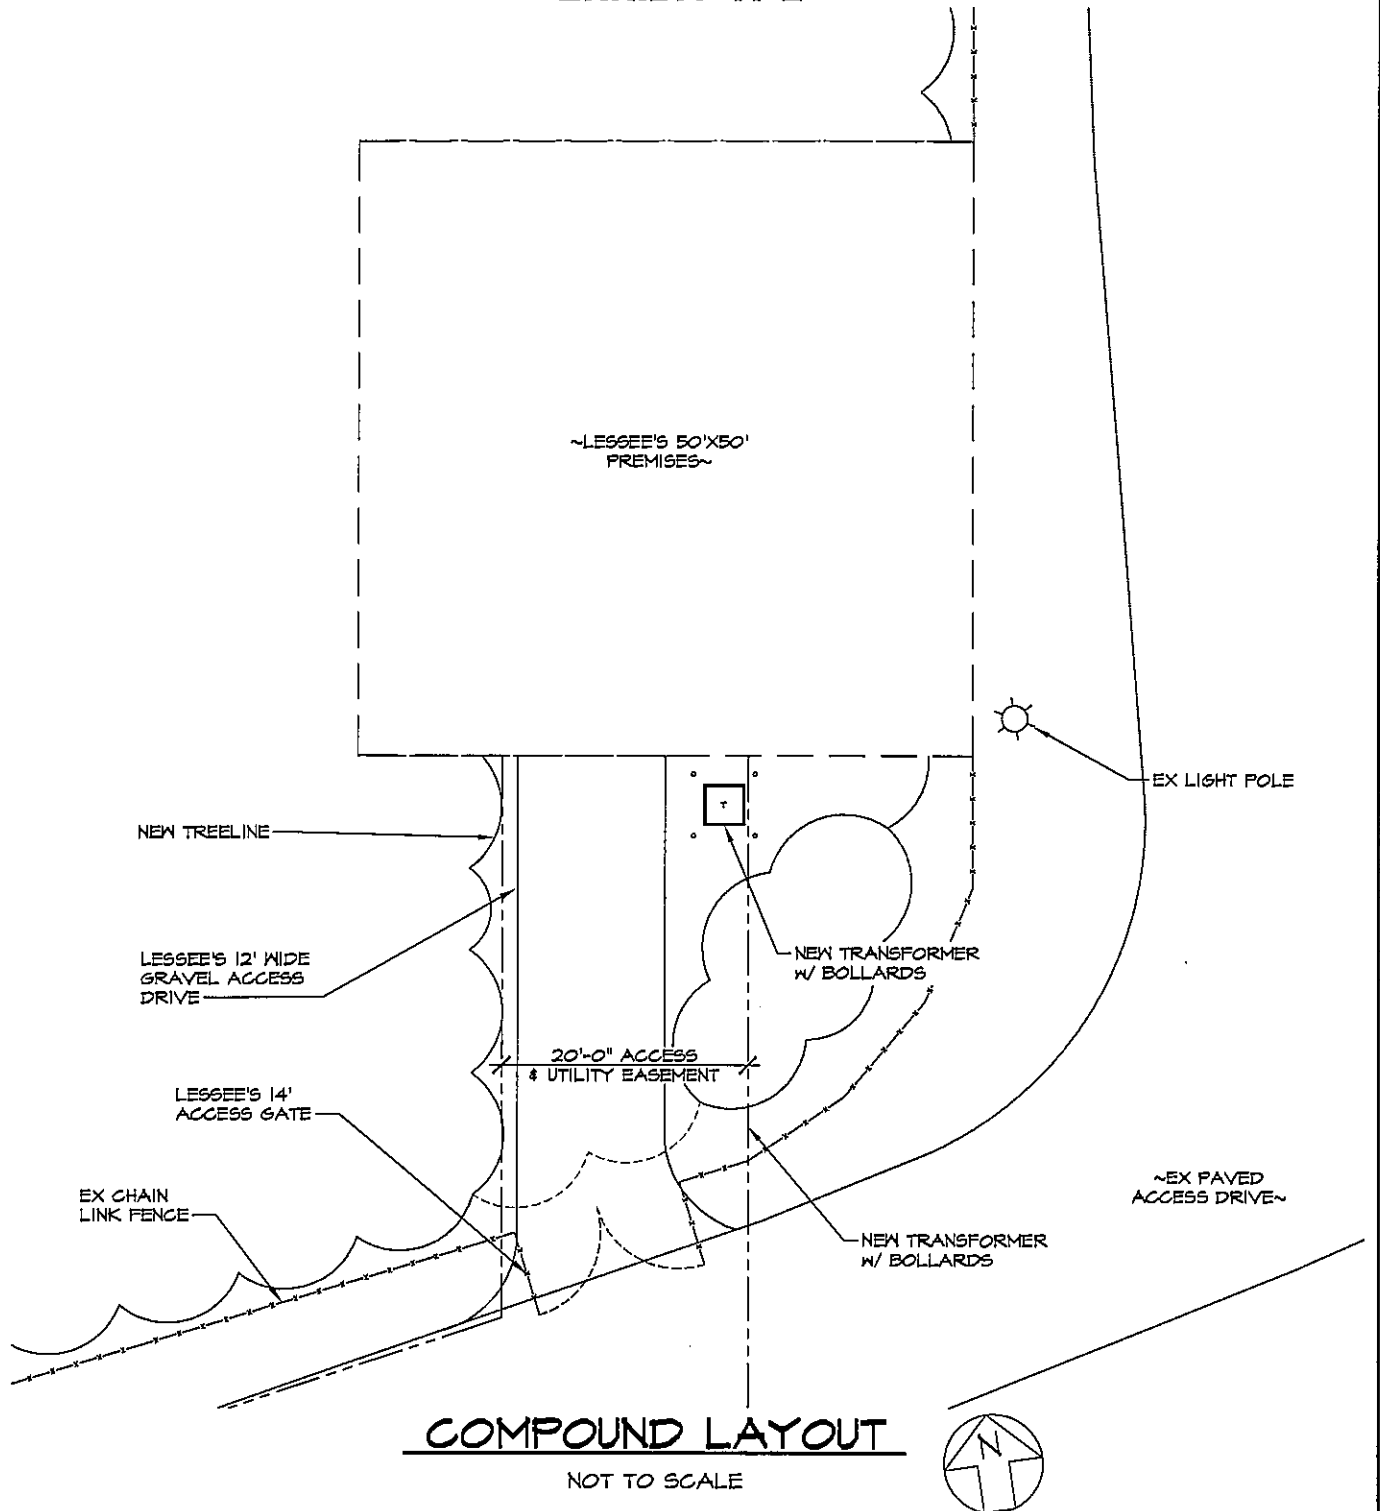 ~LESSEE'S 50'X50'
PREMISES~
EX LIGHT POLE
NEW TREELINE
LESSEE'S 12' WIDE
GRAVEL ACCESS
DRIVE
T
NEW TRANSFORMER
W/ BOLLARDS
20'-0" ACCESS
& UTILITY EASEMENT
LESSEE'S 14'
ACCESS GATE
EX CHAIN
LINK FENCE
~EX PAVED
ACCESS DRIVE~
NEW TRANSFORMER
W/ BOLLARDS
COMPOUND LAYOUT
NOT TO SCALE
N